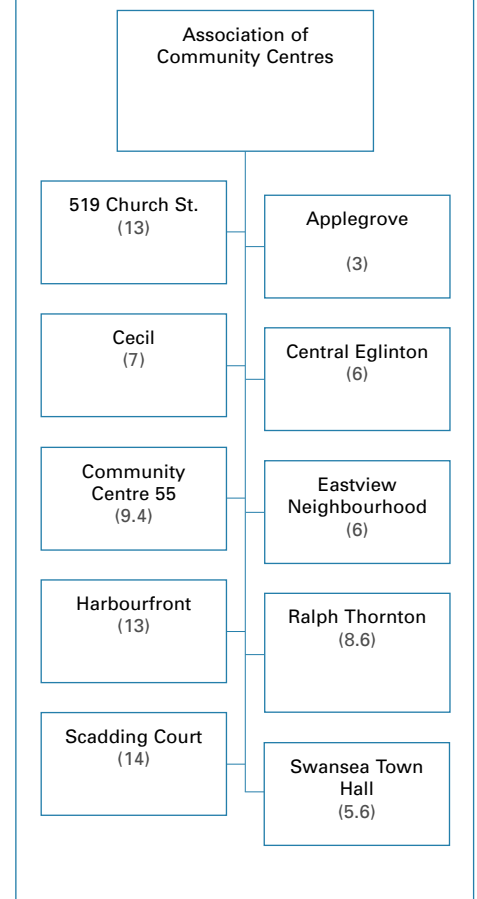 Association of
Community Centres
519 Church St.
(13)
Applegrove
(3)
Cecil
(7)
Central Eglinton
(6)
Community
Centre 55
(9.4)
Eastview
Neighbourhood
(6)
Harbourfront
(13)
Ralph Thornton
(8.6)
Scadding Court
(14)
Swansea Town
Hall
(5.6)